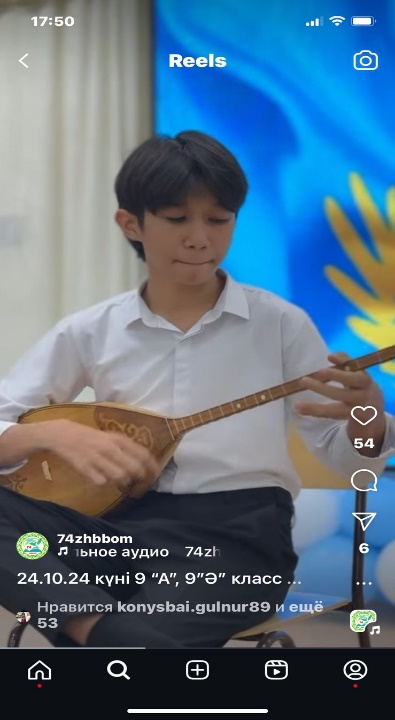 17:50
Reels
54
6
74zhbbom
ьное аудио 74zh
24.10.24 күні 9 “А”, 9”Ә” класс ...
Нравится konysbai.gulnur89 и ещё
53